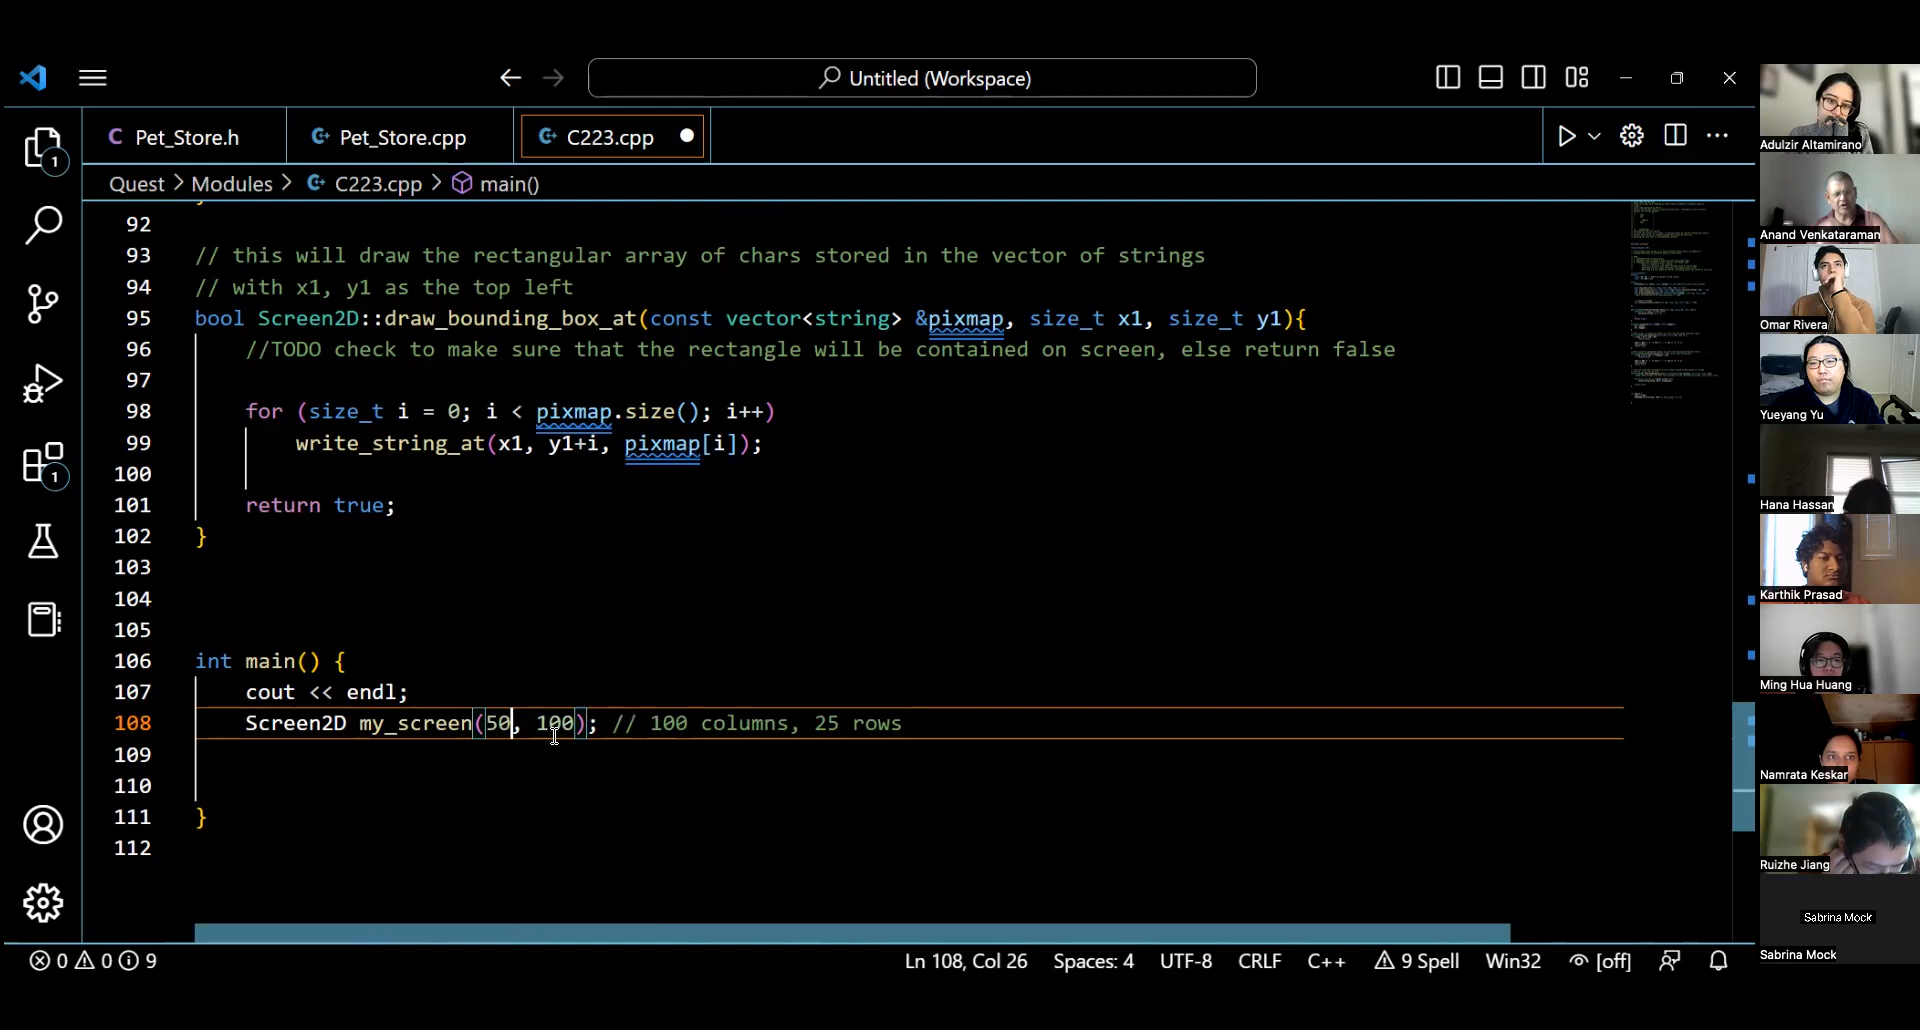 Untitled (Workspace)
Pet_Store.h
Pet_Store.cpp
C223.cpp
Quest > Modules > C223.cpp > main()
92
93 // this will draw the rectangular array of chars stored in the vector of strings
94 // with x1, y1 as the top left
95 bool Screen2D::draw_bounding_box_at(const vector<string> &pixmap, size_t x1, size_t y1){
96 //TODO check to make sure that the rectangle will be contained on screen, else return false
97
98 for (size_t i = 0; i < pixmap.size(); i++)
99 write_string_at(x1, y1+i, pixmap[i]);
100
101 return true;
102 }
103
104
105
106 int main() {
107 cout << endl;
108 Screen2D my_screen(50, 100); // 100 columns, 25 rows
109
110
111 }
112
1
1
0 0 9
Ln 108, Col 26
Spaces: 4
UTF-8
CRLF
C++
9 Spell
Win32
[off]
Adulzir Altamirano
Anand Venkataraman
Omar Rivera
Yueyang Yu
Hana Hassan
Karthik Prasad
Ming Hua Huang
Namrata Keskar
Ruizhe Jiang
Sabrina Mock
Sabrina Mock